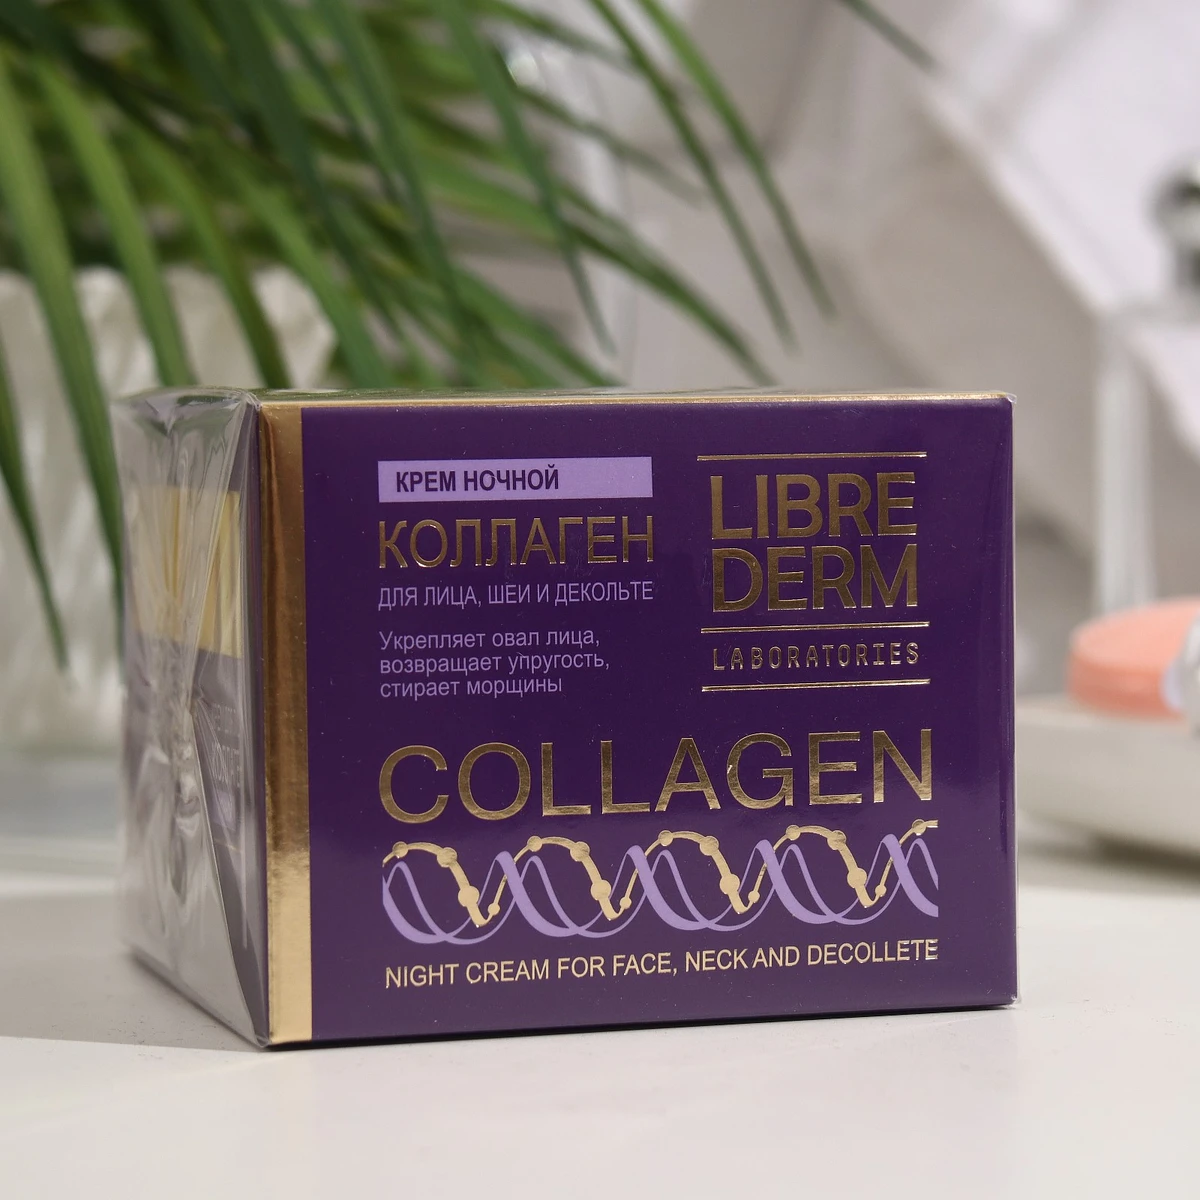 КРЕМ НОЧНОЙ
КОЛЛАГЕН
ДЛЯ ЛИЦА, ШЕИ И ДЕКОЛЬТЕ
Укрепляет овал лица,
возвращает упругость,
стирает морщины
LIBRE
DERM
LABORATORIES
COLLAGEN
NIGHT CREAM FOR FACE, NECK AND DECOLLETE